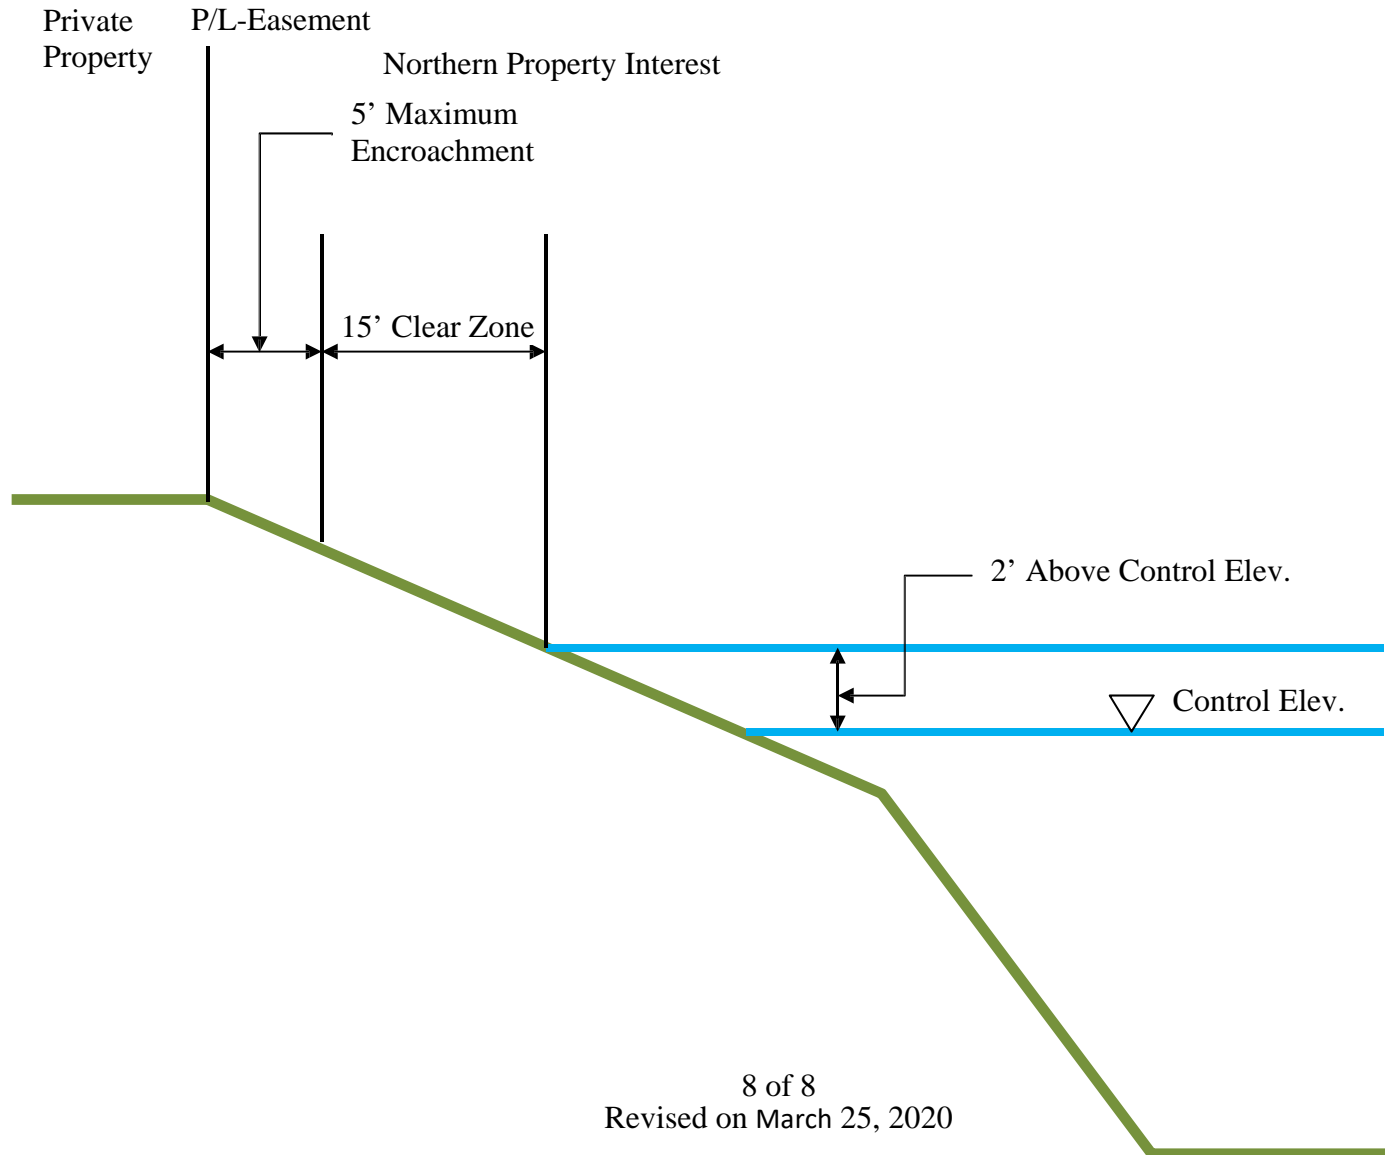 Private
Property
P/L-Easement
Northern Property Interest
5’ Maximum
Encroachment
15’ Clear Zone
2’ Above Control Elev.
Control Elev.
8 of 8
Revised on March 25, 2020